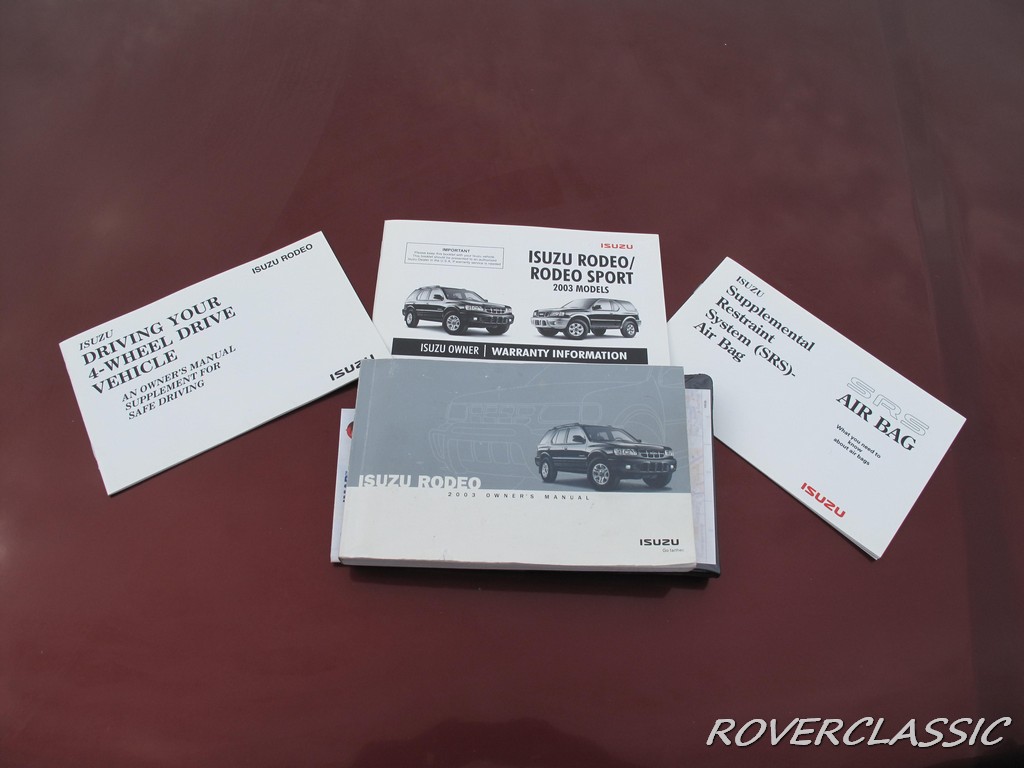 ISUZU
DRIVING YOUR
4-WHEEL DRIVE
VEHICLE
AN OWNER'S MANUAL
SUPPLEMENT FOR
SAFE DRIVING
ISUZU RODEO
ISUZU
IMPORTANT
ISUZU
ISUZU RODEO/
RODEO SPORT
2003 MODELS
ISUZU OWNER | WARRANTY INFORMATION
ISUZU
Supplemental
Restraint
System (SRS)-
Air Bag
SRS
AIR BAG
What you need to
know
about air bags
ISUZU
ISUZU RODEO
2003 OWNER'S MANUAL
ISUZU
Go farther.
ROVERCLASSIC